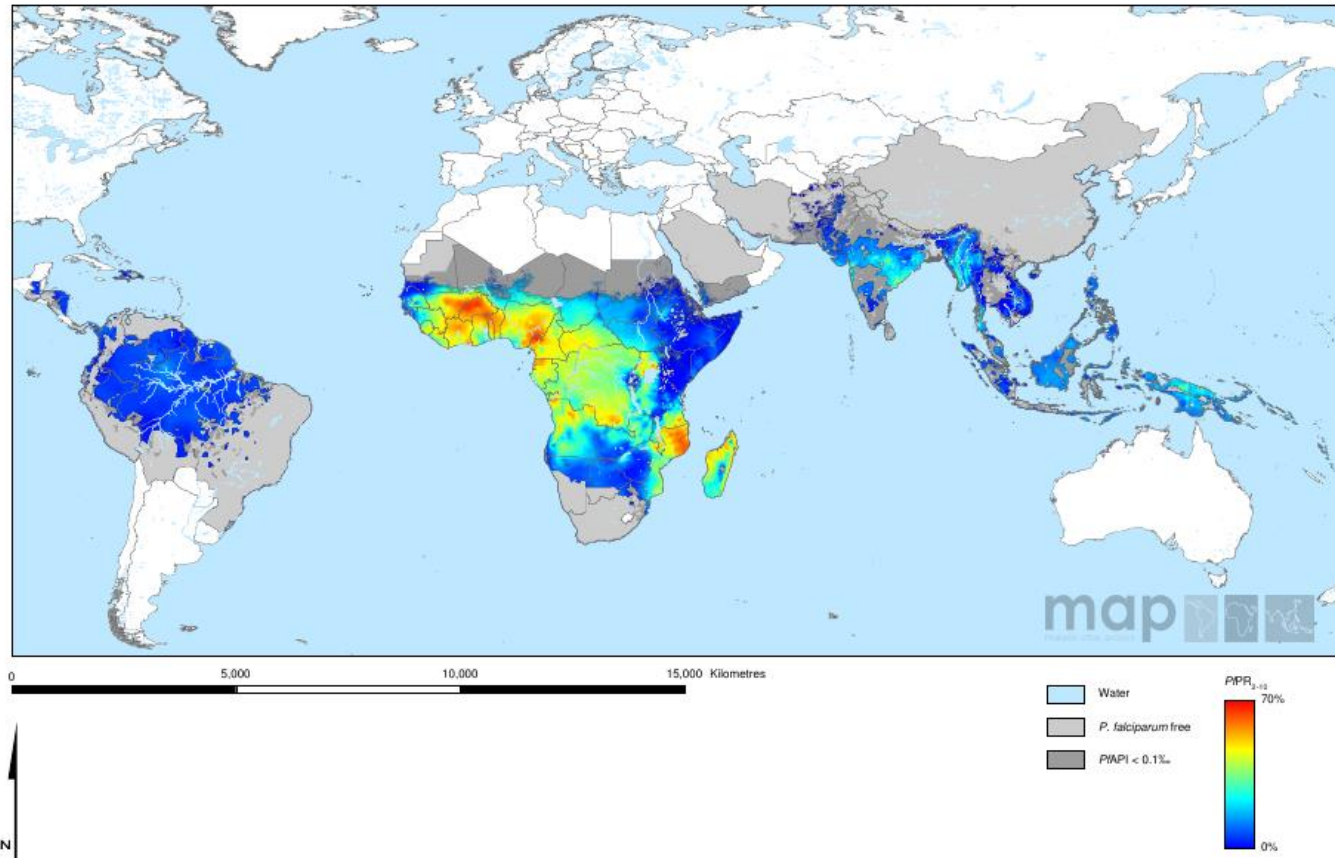 map
0 5,000 10,000 15,000 Kilometres
N
Water
P. falciparum free
PfAPI < 0.1‰
PfPR₂₋₁₀
70%
0%